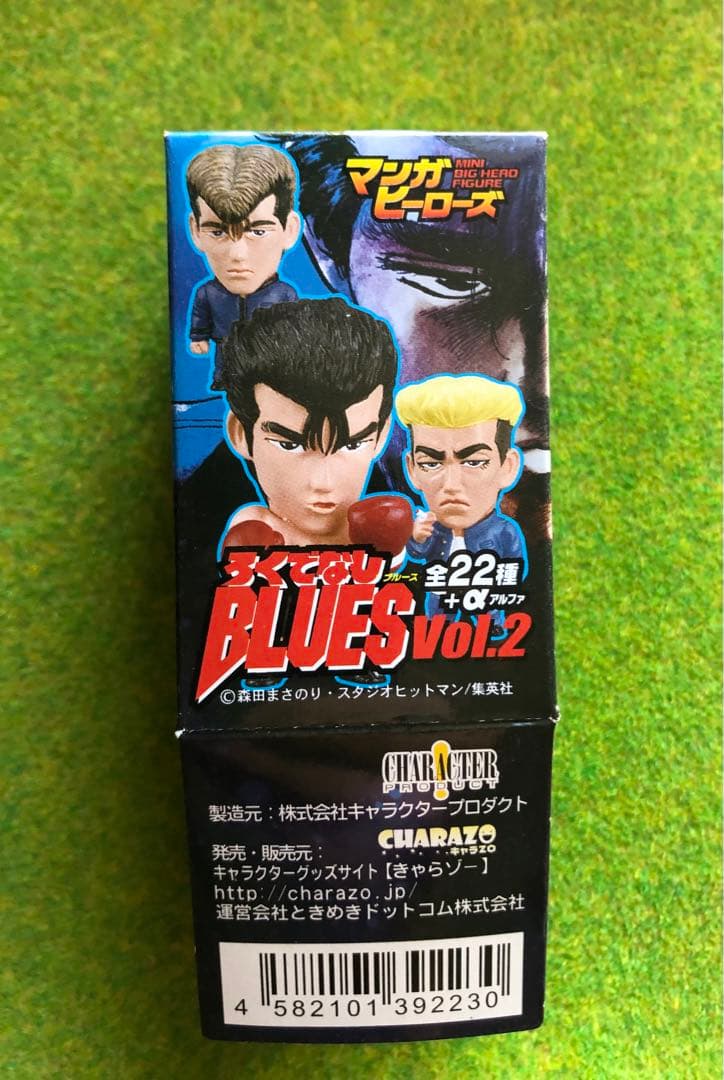 マンガ
ヒーローズ
MINI
BIG HERO
FIGURE
ろくでなし
ブルース
BLUES Vol.2
全22種
+αアルファ
©森田まさのり・スタジオヒットマン/集英社
CHARACTER
PRODUCT
製造元：株式会社キャラクタープロダクト
CHARAZO
キャラZO
発売・販売元：
キャラクターグッズサイト【きゃらゾー】
http://charazo.jp/
運営会社ときめきドットコム株式会社
4 582101 392230